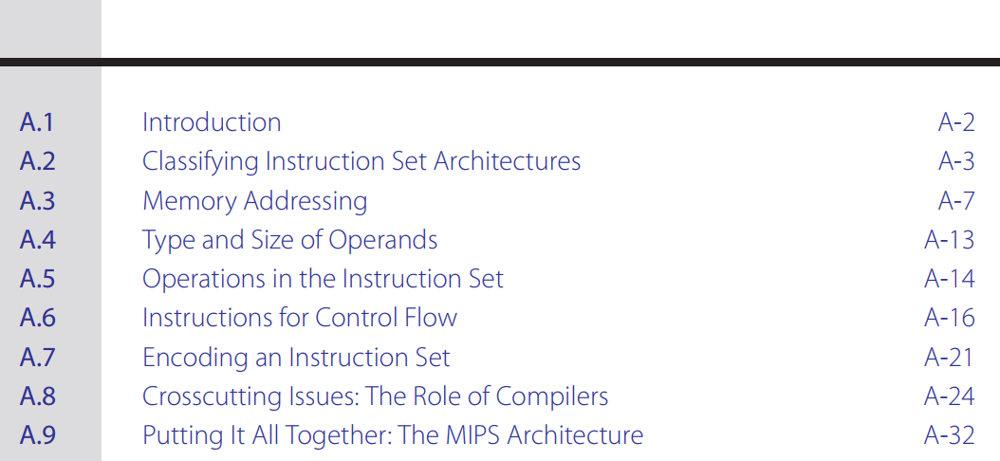 A.1 Introduction A-2
A.2 Classifying Instruction Set Architectures A-3
A.3 Memory Addressing A-7
A.4 Type and Size of Operands A-13
A.5 Operations in the Instruction Set A-14
A.6 Instructions for Control Flow A-16
A.7 Encoding an Instruction Set A-21
A.8 Crosscutting Issues: The Role of Compilers A-24
A.9 Putting It All Together: The MIPS Architecture A-32